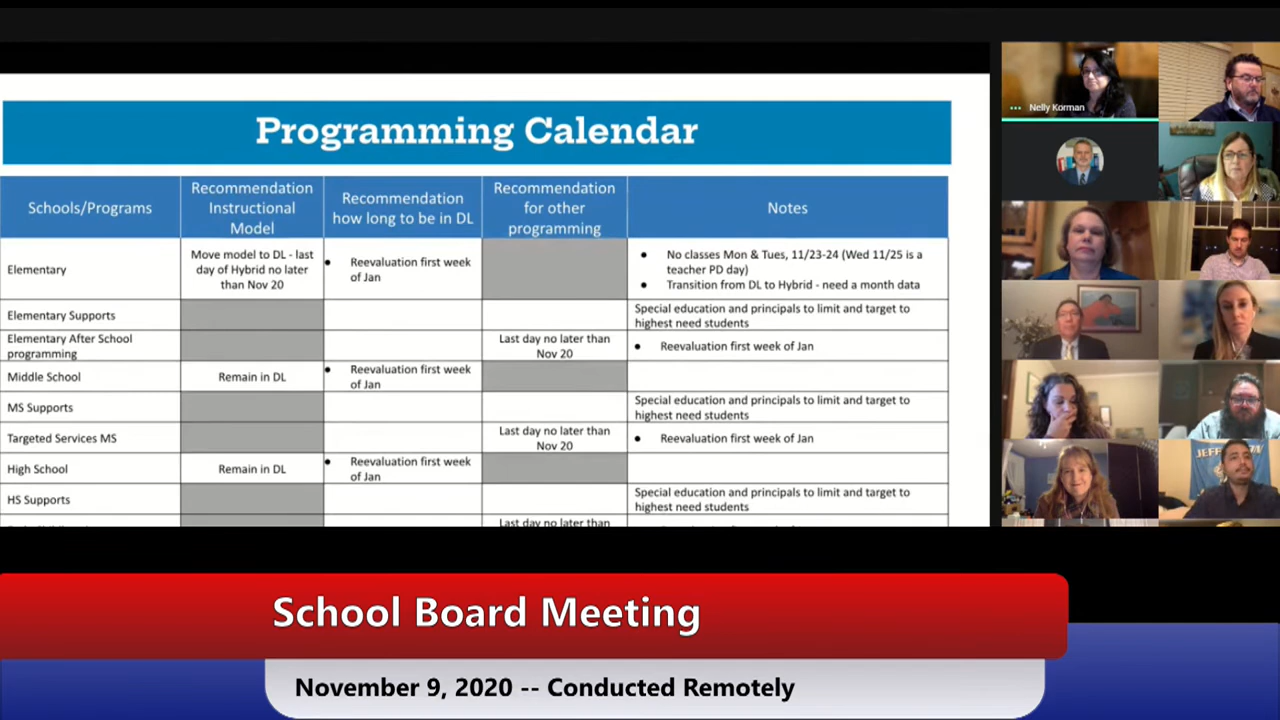 Programming Calendar
Schools/Programs
Recommendation
Instructional
Model
Recommendation
how long to be in DL
Recommendation
for other
programming
Notes
Elementary
Move model to DL - last
day of Hybrid no later
than Nov 20
● Reevaluation first week
of Jan
● No classes Mon & Tues, 11/23-24 (Wed 11/25 is a
teacher PD day)
● Transition from DL to Hybrid - need a month data
Elementary Supports
Special education and principals to limit and target to
highest need students
Elementary After School
programming
Last day no later than
Nov 20
● Reevaluation first week of Jan
Middle School
Remain in DL
● Reevaluation first week
of Jan
MS Supports
Special education and principals to limit and target to
highest need students
Targeted Services MS
Last day no later than
Nov 20
● Reevaluation first week of Jan
High School
Remain in DL
● Reevaluation first week
of Jan
HS Supports
Special education and principals to limit and target to
highest need students
Last day no later than
Nelly Korman
School Board Meeting
November 9, 2020 -- Conducted Remotely